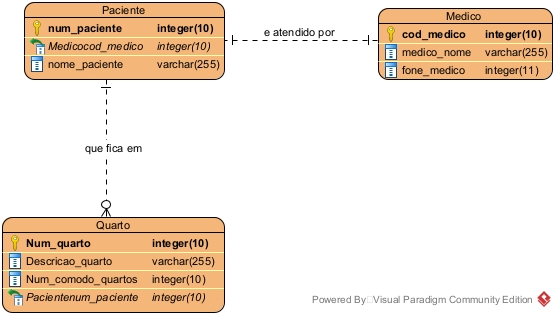 Paciente
num_paciente integer(10)
Medicocod_medico integer(10)
nome_paciente varchar(255)
e atendido por
Medico
cod_medico integer(10)
medico_nome varchar(255)
fone_medico integer(11)
que fica em
Quarto
Num_quarto integer(10)
Descricao_quarto varchar(255)
Num_comodo_quartos integer(10)
Pacientenum_paciente integer(10)
Powered By Visual Paradigm Community Edition